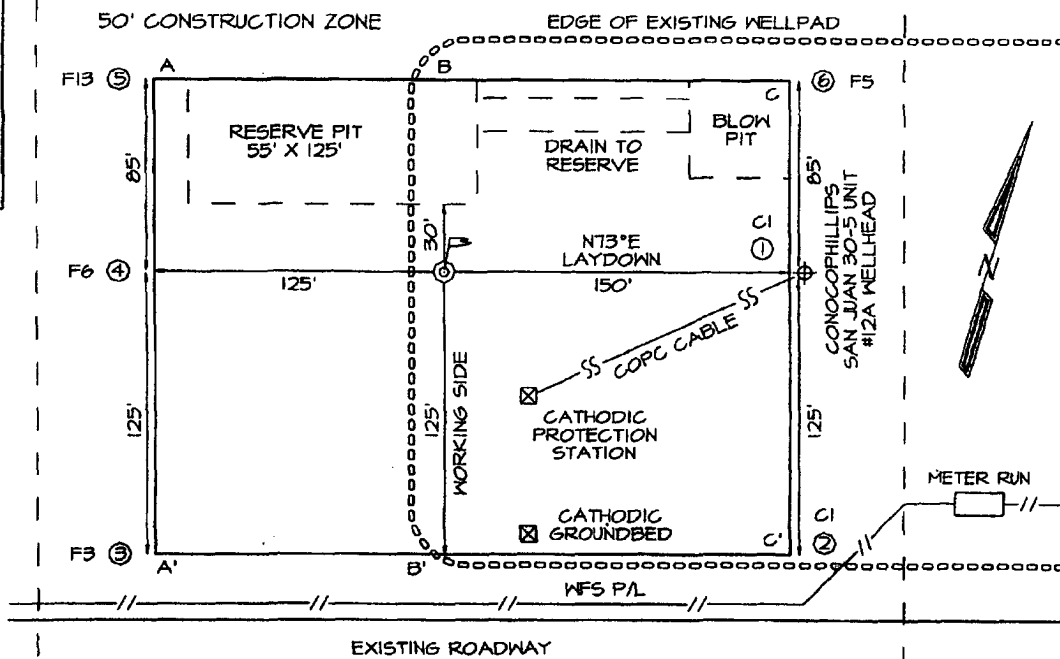 50' CONSTRUCTION ZONE
EDGE OF EXISTING WELLPAD
A
B
F13 ⑤
⑥ F5
C
RESERVE PIT
55' X 125'
DRAIN TO
RESERVE
BLOW
PIT
85'
85'
30'
C1
①
N73°E
LAYDOWN
F6 ④
125'
150'
CONOCOPHILLIPS
SAN JUAN 30-5 UNIT
#12A WELLHEAD
N
COPC CABLE
125'
125'
WORKING SIDE
125'
CATHODIC
PROTECTION
STATION
METER RUN
CATHODIC
GROUNDBED
C1
②
F3 ③
A'
B'
C'
WFS P/L
EXISTING ROADWAY